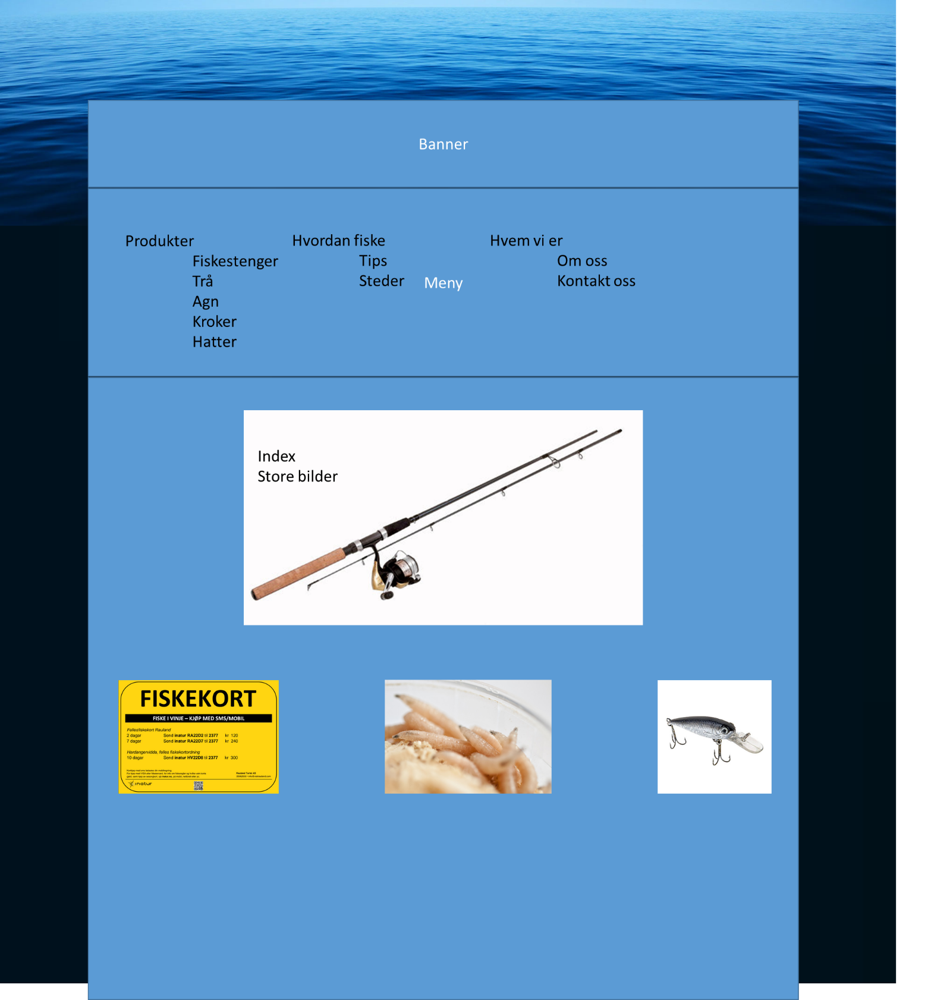 Banner
Produkter
Fiskestenger
Trå
Agn
Kroker
Hatter
Hvordan fiske
Tips
Steder
Meny
Hvem vi er
Om oss
Kontakt oss
Index
Store bilder
FISKEKORT
FISKE I VINJE – KJØP MED SMS/MOBIL
Fellesfiskekort Rauland
2 dagar Send inatur RA22D2 til 2377 kr 120
7 dagar Send inatur RA22D7 til 2377 kr 240
Hardangervidda, felles fiskekortordning
10 dagar Send inatur HV22D8 til 2377 kr 300
Rauland Turist AS
inatur